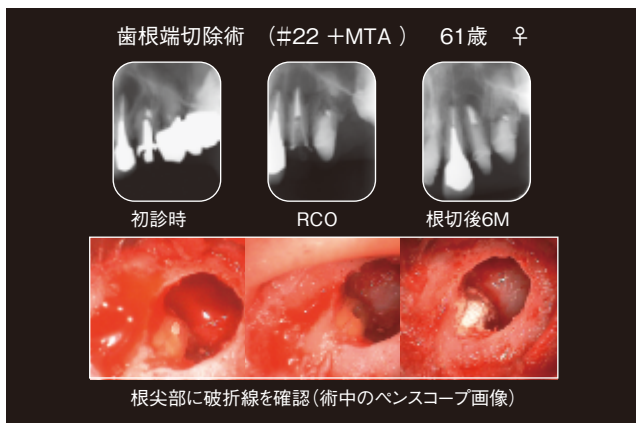 歯根端切除術 (#22 +MTA) 61歳 ♀
初診時 RCO 根切後6M
根尖部に破折線を確認(術中のペンスコープ画像)